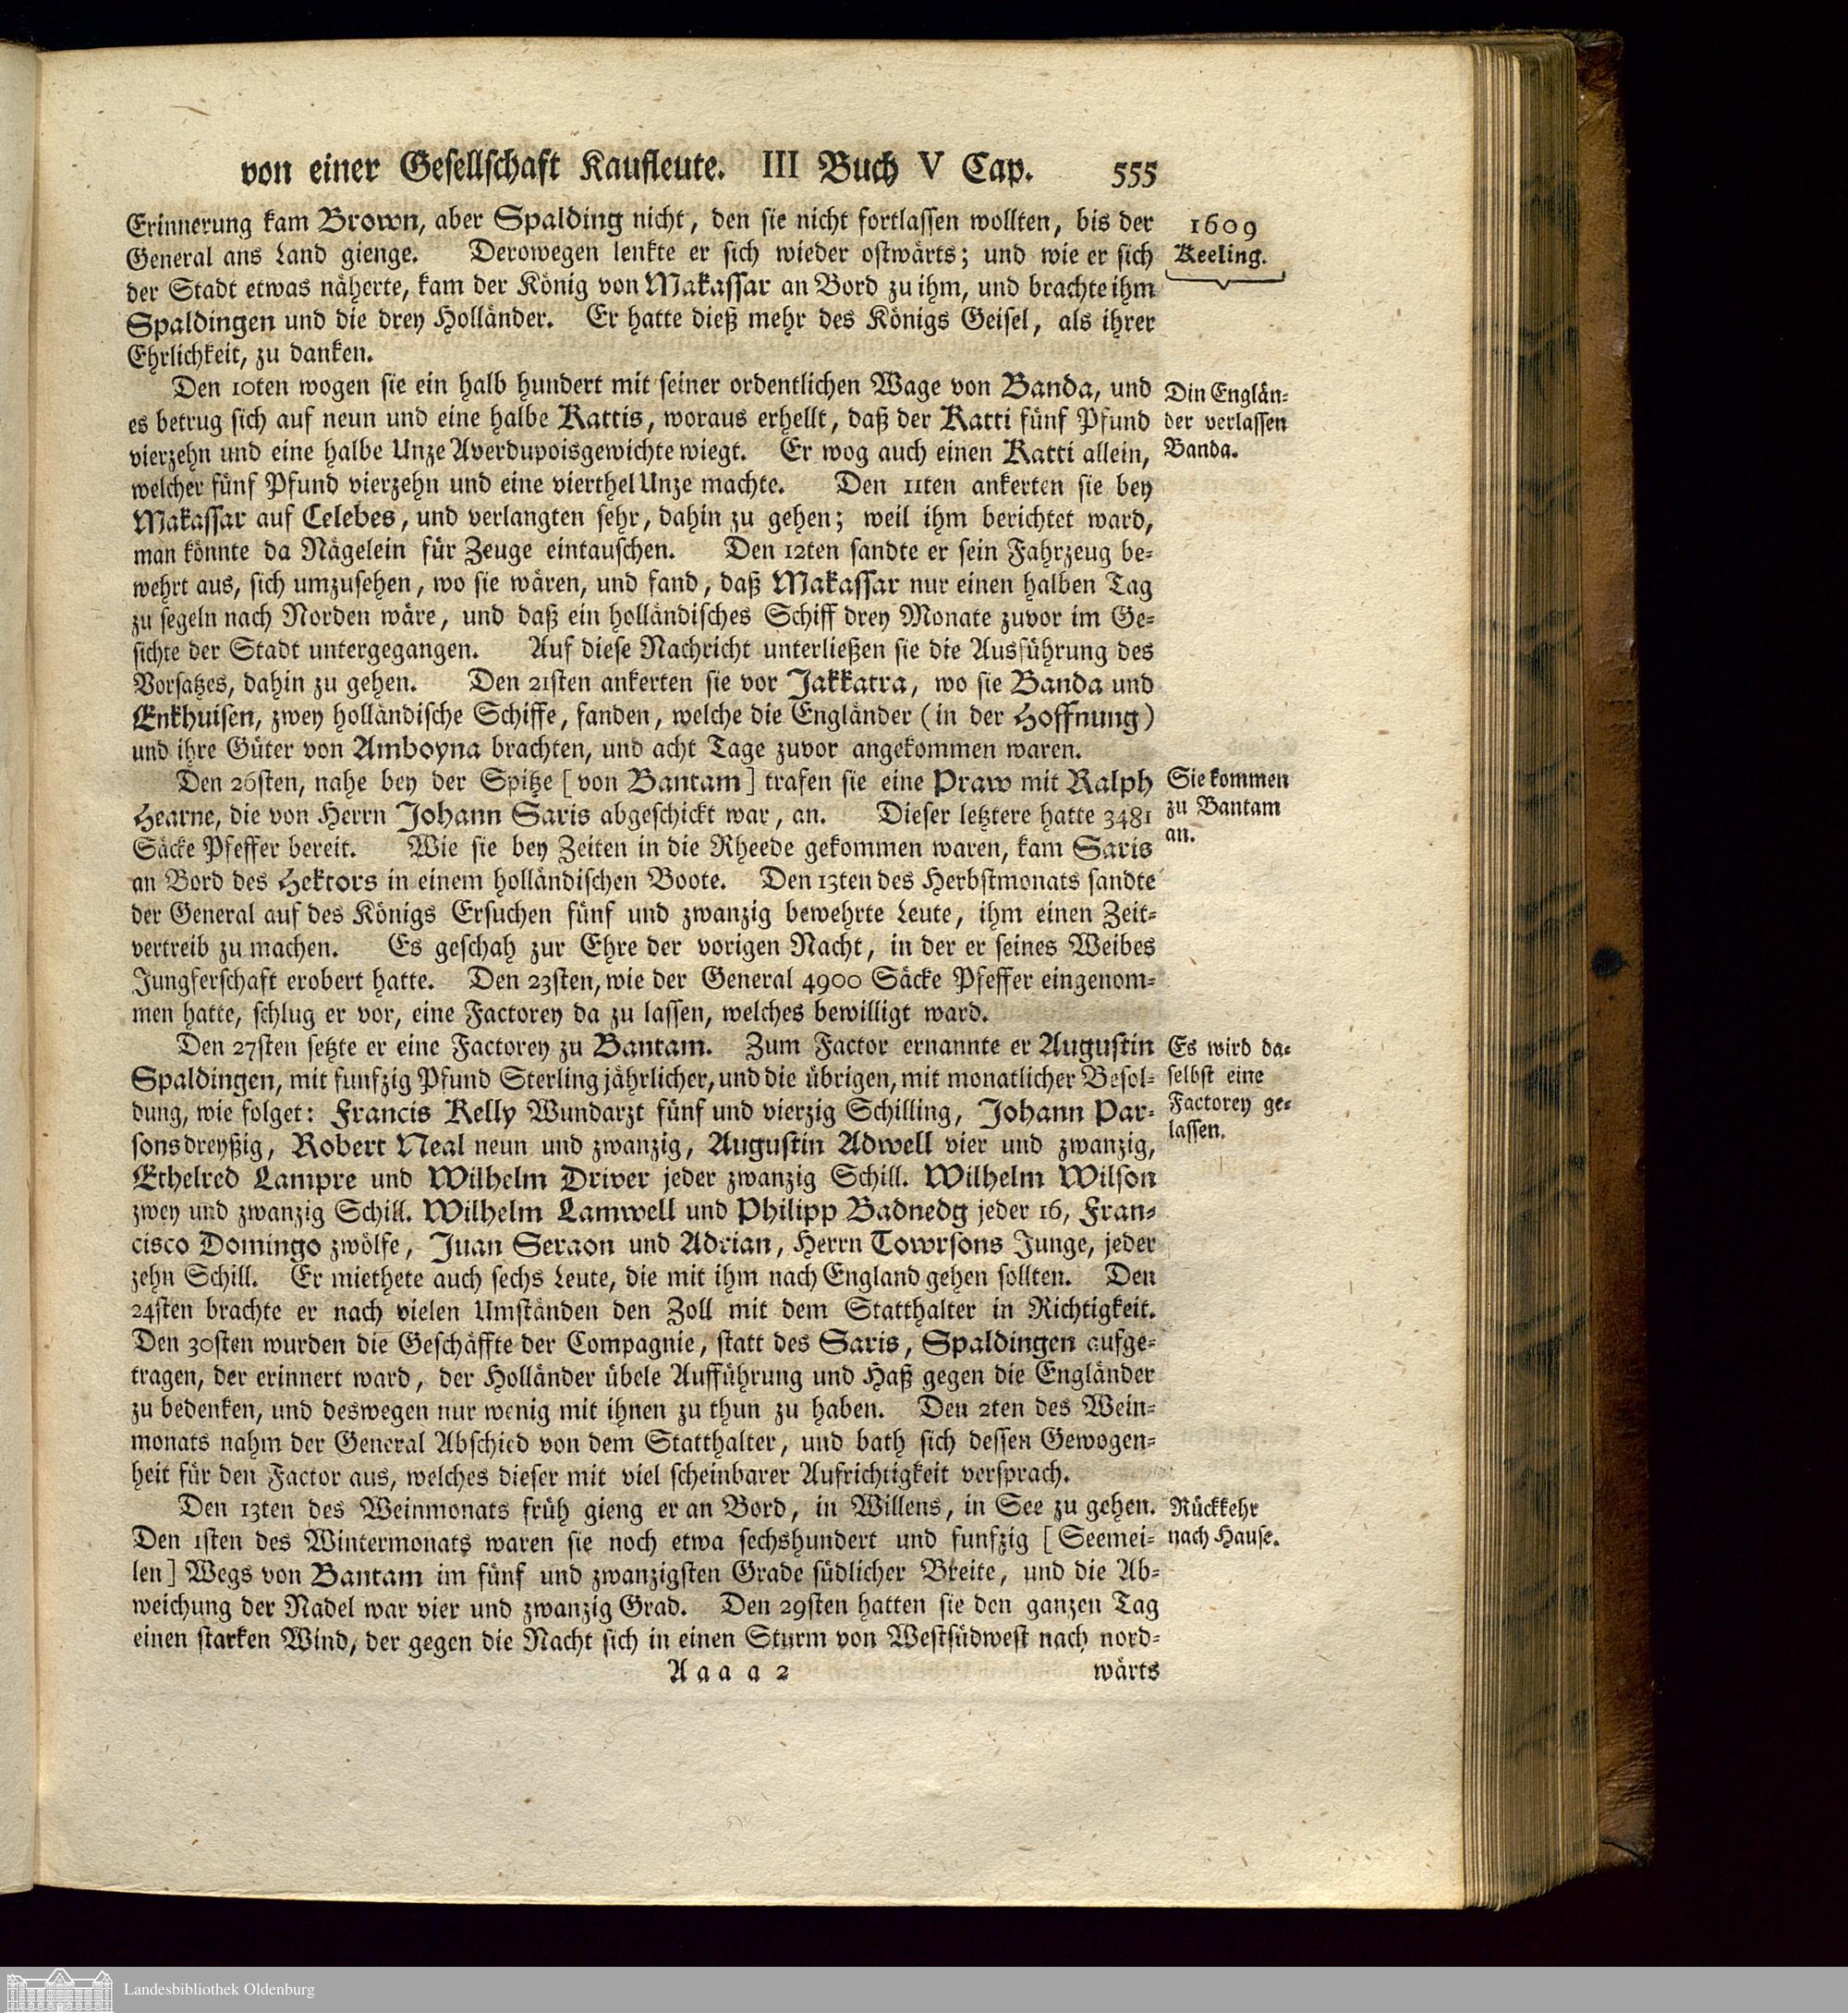 von einer Gesellschaft Kaufleute. III Buch V Cap. 555
Erinnerung kam Brown, aber Spalding nicht, den sie nicht fortlassen wollten, bis der
General ans Land gienge. Derowegen lenkte er sich wieder ostwärts; und wie er sich
der Stadt etwas näherte, kam der König von Makassar an Bord zu ihm, und brachte ihm
Spaldingen und die drey Holländer. Er hatte dieß mehr des Königs Geisel, als ihrer
Ehrlichkeit, zu danken.
1609
Keeling.
Den 10ten wogen sie ein halb hundert mit seiner ordentlichen Wage von Banda, und
es betrug sich auf neun und eine halbe Kattis, woraus erhellt, daß der Katti fünf Pfund
vierzehn und eine halbe Unze Averdupoisgewichte wiegt. Er wog auch einen Katti allein,
welcher fünf Pfund vierzehn und eine vierthel Unze machte. Den 11ten ankerten sie bey
Makassar auf Celebes, und verlangten sehr, dahin zu gehen; weil ihm berichtet ward,
man könnte da Nägelein für Zeuge eintauschen. Den 12ten sandte er sein Fahrzeug be-
wehrt aus, sich umzusehen, wo sie wären, und fand, daß Makassar nur einen halben Tag
zu segeln nach Norden wäre, und daß ein holländisches Schiff drey Monate zuvor im Ge-
sichte der Stadt untergegangen. Auf diese Nachricht unterließen sie die Ausführung des
Vorsatzes, dahin zu gehen. Den 21sten ankerten sie vor Jakkatra, wo sie Banda und
Enkhuisen, zwey holländische Schiffe, fanden, welche die Engländer (in der Hoffnung)
und ihre Güter von Amboyna brachten, und acht Tage zuvor angekommen waren.
Din Englän-
der verlassen
Banda.
Den 26sten, nahe bey der Spitze [von Bantam] trafen sie eine Praw mit Ralph
Hearne, die von Herrn Johann Saris abgeschickt war, an. Dieser letztere hatte 3481
Säcke Pfeffer bereit. Wie sie bey Zeiten in die Rheede gekommen waren, kam Saris
an Bord des Hektors in einem holländischen Boote. Den 13ten des Herbstmonats sandte
der General auf des Königs Ersuchen fünf und zwanzig bewehrte Leute, ihm einen Zeit-
vertreib zu machen. Es geschah zur Ehre der vorigen Nacht, in der er seines Weibes
Jungferschaft erobert hatte. Den 23sten, wie der General 4900 Säcke Pfeffer eingenom-
men hatte, schlug er vor, eine Factorey da zu lassen, welches bewilligt ward.
Sie kommen
zu Bantam
an.
Den 27sten setzte er eine Factorey zu Bantam. Zum Factor ernannte er Augustin
Spaldingen, mit funfzig Pfund Sterling jährlicher, und die übrigen, mit monatlicher Besol-
dung, wie folget: Francis Kelly Wundarzt fünf und vierzig Schilling, Johann Par-
sons dreyßig, Robert Neal neun und zwanzig, Augustin Adwell vier und zwanzig,
Ethelred Lampre und Wilhelm Driver jeder zwanzig Schill. Wilhelm Wilson
zwey und zwanzig Schill. Wilhelm Lamwell und Philipp Badnedg jeder 16, Fran-
cisco Domingo zwölfe, Juan Seraon und Adrian, Herrn Towrsons Junge, jeder
zehn Schill. Er miethete auch sechs Leute, die mit ihm nach England gehen sollten. Den
24sten brachte er nach vielen Umständen den Zoll mit dem Statthalter in Richtigkeit.
Den 30sten wurden die Geschäffte der Compagnie, statt des Saris, Spaldingen aufge-
tragen, der erinnert ward, der Holländer übele Aufführung und Haß gegen die Engländer
zu bedenken, und deswegen nur wenig mit ihnen zu thun zu haben. Den 2ten des Wein-
monats nahm der General Abschied von dem Statthalter, und bath sich dessen Gewogen-
heit für den Factor aus, welches dieser mit viel scheinbarer Aufrichtigkeit versprach.
Es wird da-
selbst eine
Factorey ge-
lassen.
Den 13ten des Weinmonats früh gieng er an Bord, in Willens, in See zu gehen.
Den 1sten des Wintermonats waren sie noch etwa sechshundert und funfzig [Seemei-
len] Wegs von Bantam im fünf und zwanzigsten Grade südlicher Breite, und die Ab-
weichung der Nadel war vier und zwanzig Grad. Den 29sten hatten sie den ganzen Tag
einen starken Wind, der gegen die Nacht sich in einen Sturm von Westsüdwest nach nord-
Rückkehr
nach Hause.
Aaaa 2 wärts
Landesbibliothek Oldenburg